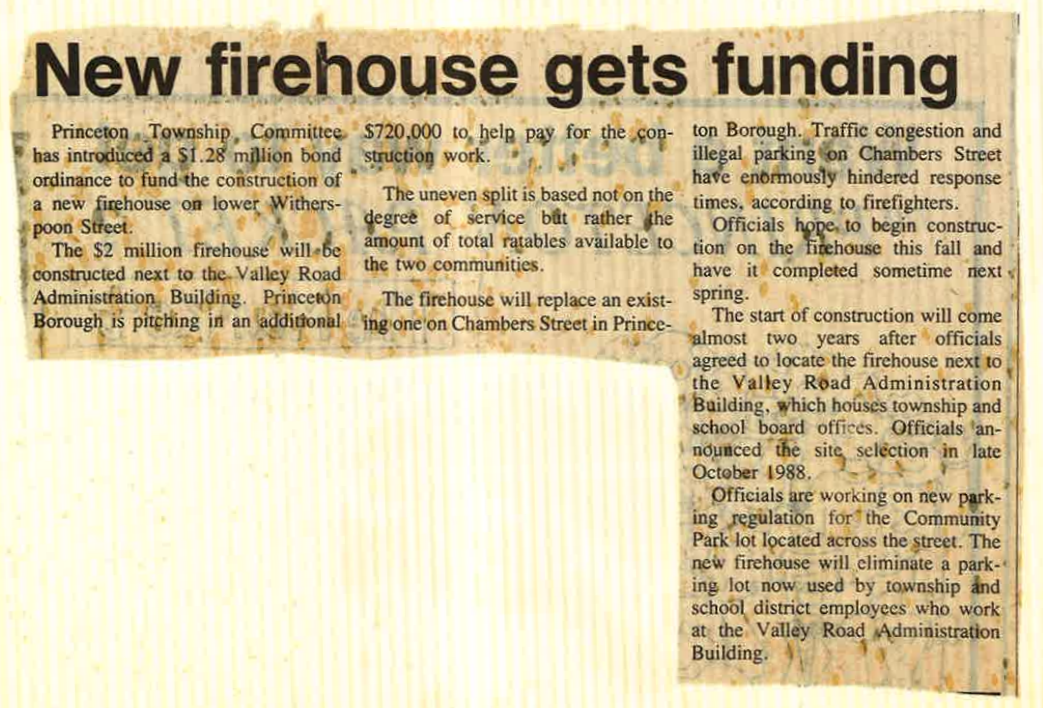 New firehouse gets funding
Princeton Township Committee
has introduced a $1.28 million bond
ordinance to fund the construction of
a new firehouse on lower Wither-
spoon Street.
The $2 million firehouse will be
constructed next to the Valley Road
Administration Building. Princeton
Borough is pitching in an additional
$720,000 to help pay for the con-
struction work.
The uneven split is based not on the
degree of service but rather the
amount of total ratables available to
the two communities.
The firehouse will replace an exist-
ing one on Chambers Street in Prince-
ton Borough. Traffic congestion and
illegal parking on Chambers Street
have enormously hindered response
times, according to firefighters.
Officials hope to begin construc-
tion on the firehouse this fall and
have it completed sometime next
spring.
The start of construction will come
almost two years after officials
agreed to locate the firehouse next to
the Valley Road Administration
Building, which houses township and
school board offices. Officials an-
nounced the site selection in late
October 1988.
Officials are working on new park-
ing regulation for the Community
Park lot located across the street. The
new firehouse will eliminate a park-
ing lot now used by township and
school district employees who work
at the Valley Road Administration
Building.